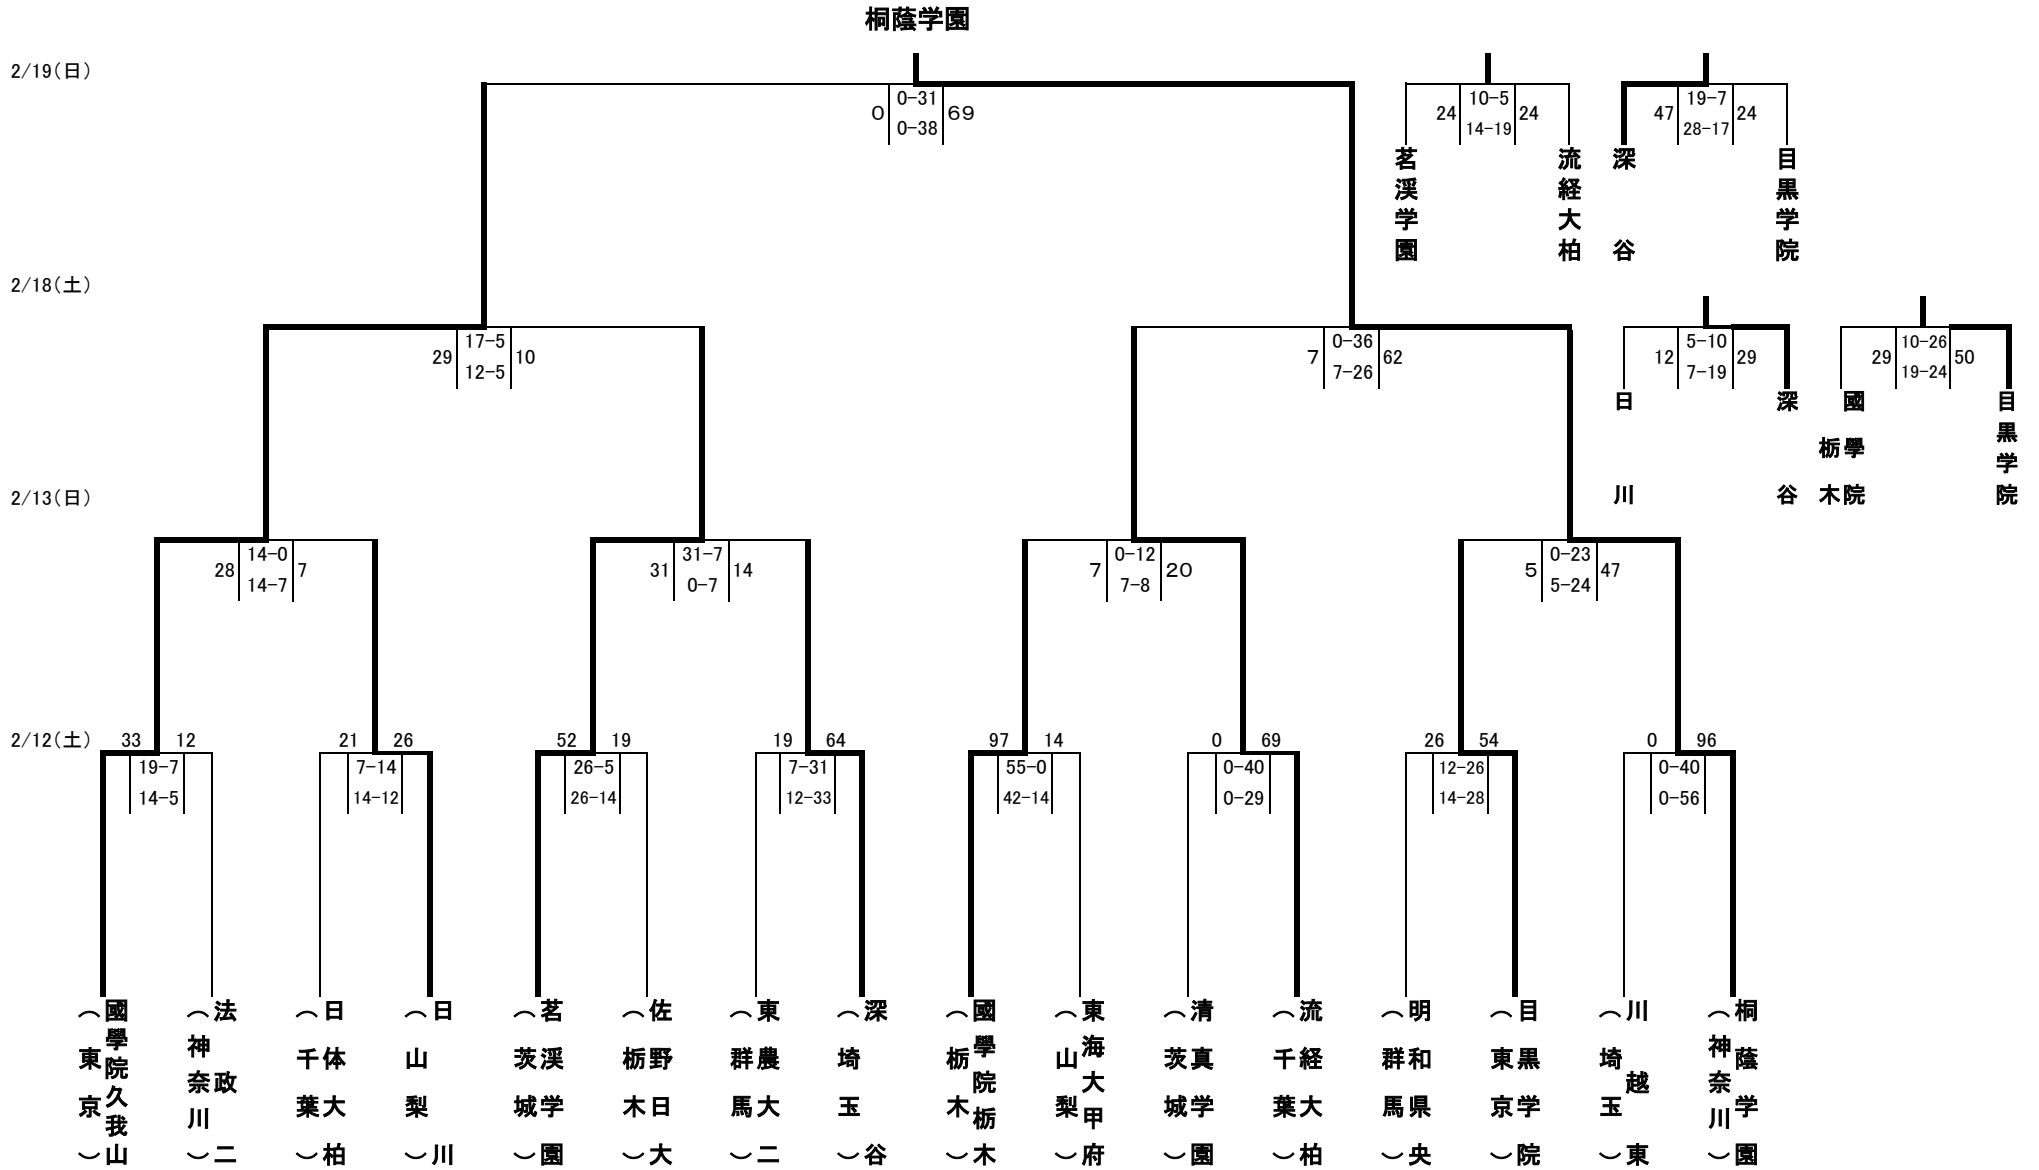 桐蔭学園
2/19(日)
0-31
0
69
0-38
10-5
24
24
14-19
19-7
47
24
28-17
茗溪学園
流経大柏
深谷
目黒学院
2/18(土)
17-5
29
10
12-5
0-36
7
62
7-26
5-10
12
29
7-19
10-26
29
50
19-24
日川
深谷
國學院
栃木
目黒学院
2/13(日)
14-0
28
7
14-7
31-7
31
14
0-7
0-12
7
20
7-8
0-23
5
47
5-24
2/12(土)
33
12
19-7
14-5
21
26
7-14
14-12
52
19
26-5
26-14
19
64
7-31
12-33
97
14
55-0
42-14
0
69
0-40
0-29
26
54
12-26
14-28
0
96
0-40
0-56
國學院久我山
(東京)
法政二
(神奈川)
日体大柏
(千葉)
日川
(山梨)
茗溪学園
(茨城)
佐野日大
(栃木)
東農大二
(群馬)
深谷
(埼玉)
國學院栃木
(栃木)
東海大甲府
(山梨)
清真学園
(茨城)
流経大柏
(千葉)
明和県央
(群馬)
目黒学院
(東京)
川越東
(埼玉)
桐蔭学園
(神奈川)